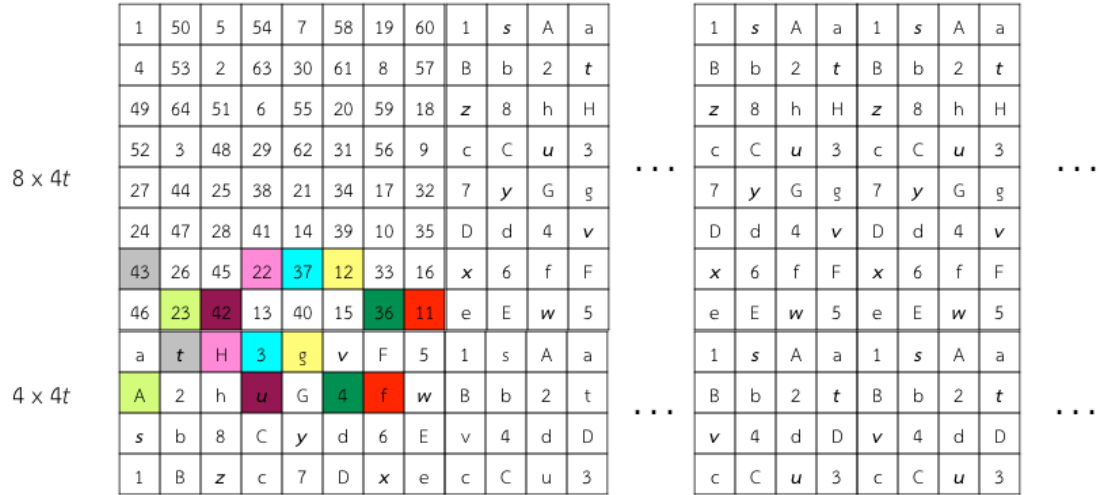 1 50 5 54 7 58 19 60 1 s A a 1 s A a 1 s A a
4 53 2 63 30 61 8 57 B b 2 t B b 2 t B b 2 t
49 64 51 6 55 20 59 18 z 8 h H z 8 h H z 8 h H
52 3 48 29 62 31 56 9 c C u 3 c C u 3 c C u 3
8 x 4t ... ...
27 44 25 38 21 34 17 32 7 y G g 7 y G g 7 y G g
24 47 28 41 14 39 10 35 D d 4 v D d 4 v D d 4 v
43 26 45 22 37 12 33 16 x 6 f F x 6 f F x 6 f F
46 23 42 13 40 15 36 11 e E w 5 e E w 5 e E w 5
a t H 3 g v F 5 1 s A a 1 s A a 1 s A a
4 x 4t A 2 h u G 4 f w B b 2 t ... B b 2 t B b 2 t ...
s b 8 C y d 6 E v 4 d D v 4 d D v 4 d D
1 B z c 7 D x e c C u 3 c C u 3 c C u 3